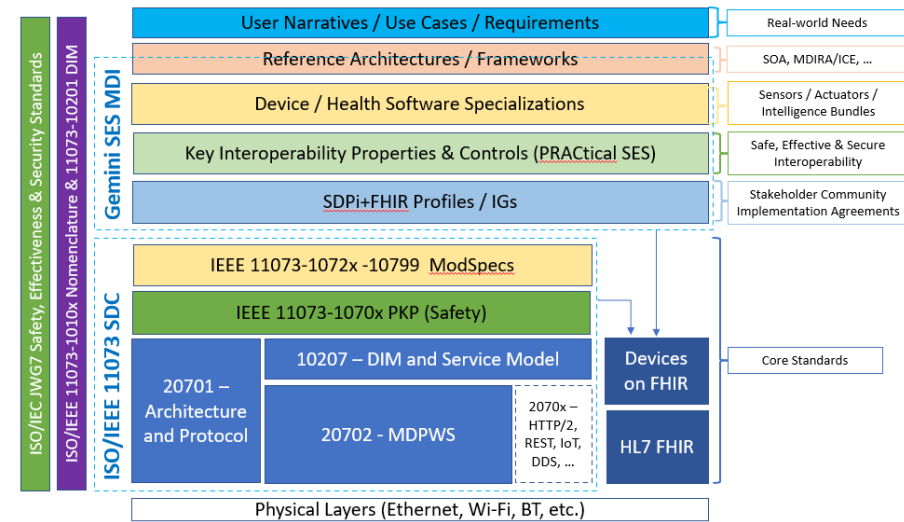 ISO/IEC JWG7 Safety, Effectiveness & Security Standards
ISO/IEEE 11073-1010x Nomenclature & 11073-10201 DIM
User Narratives / Use Cases / Requirements
Real-world Needs
Gemini SES MDI
Reference Architectures / Frameworks
SOA, MDIRA/ICE, ...
Device / Health Software Specializations
Sensors / Actuators /
Intelligence Bundles
Key Interoperability Properties & Controls (PRACtical SES)
Safe, Effective & Secure
Interoperability
SDPi+FHIR Profiles / IGs
Stakeholder Community
Implementation Agreements
ISO/IEEE 11073 SDC
IEEE 11073-1072x -10799 ModSpecs
IEEE 11073-1070x PKP (Safety)
20701 –
Architecture
and Protocol
10207 – DIM and Service Model
20702 - MDPWS
2070x –
HTTP/2,
REST, IoT,
DDS, ...
Devices
on FHIR
HL7 FHIR
Core Standards
Physical Layers (Ethernet, Wi-Fi, BT, etc.)